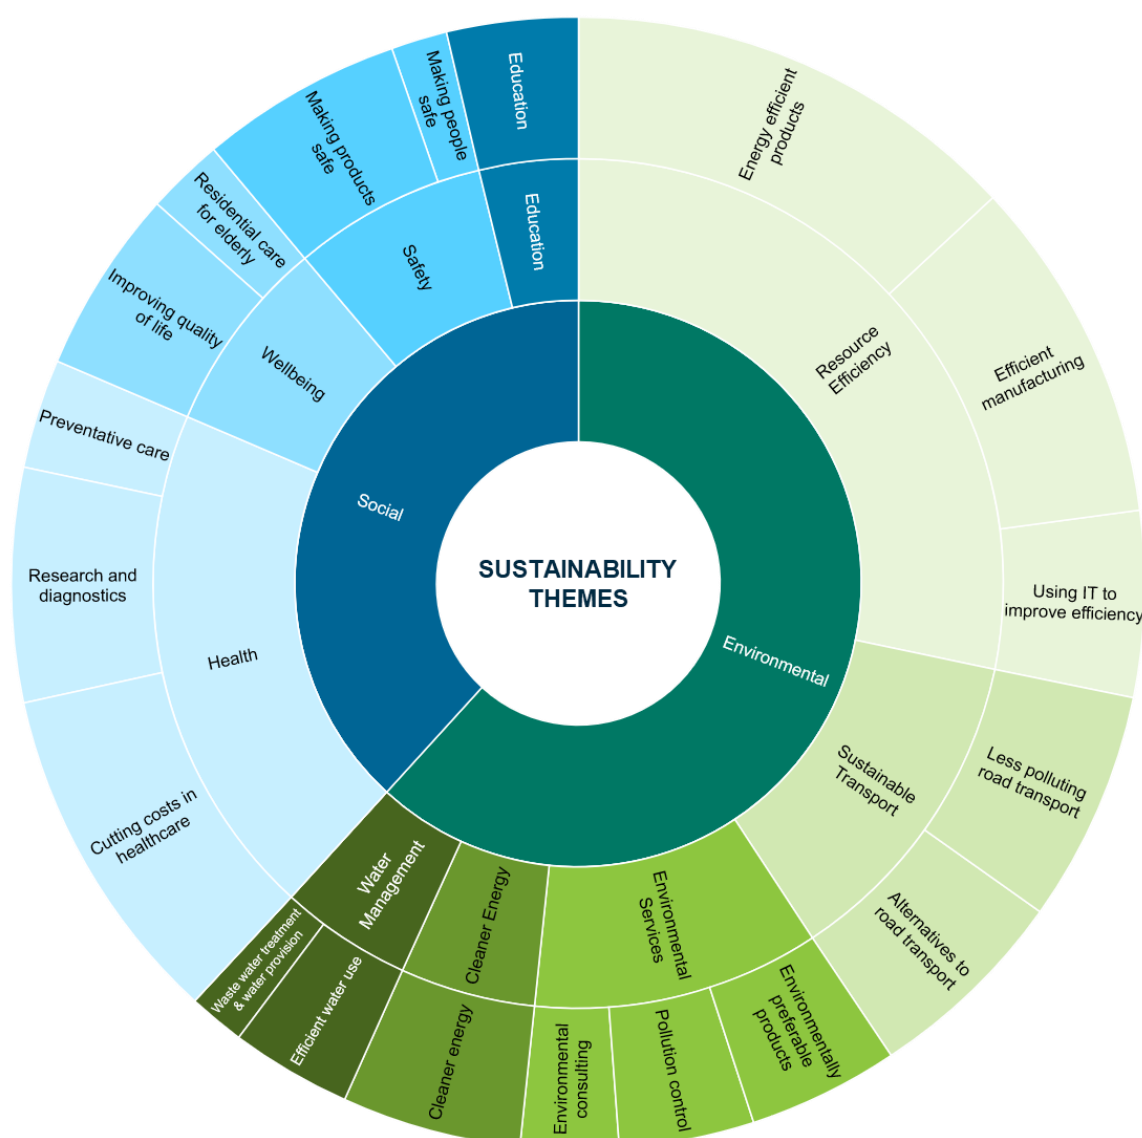 SUSTAINABILITY
THEMES
Environmental
Social
Resource
Efficiency
Energy efficient
products
Efficient
manufacturing
Using IT to
improve efficiency
Sustainable
Transport
Less polluting
road transport
Alternatives to
road transport
Environmental
Services
Environmentally
preferable
products
Pollution control
Environmental
consulting
Cleaner Energy
Cleaner energy
Water
Management
Efficient water use
Waste water treatment
& water provision
Health
Cutting costs in
healthcare
Research and
diagnostics
Preventative care
Wellbeing
Improving quality
of life
Residential care
for elderly
Safety
Making products
safe
Making people
safe
Education
Education